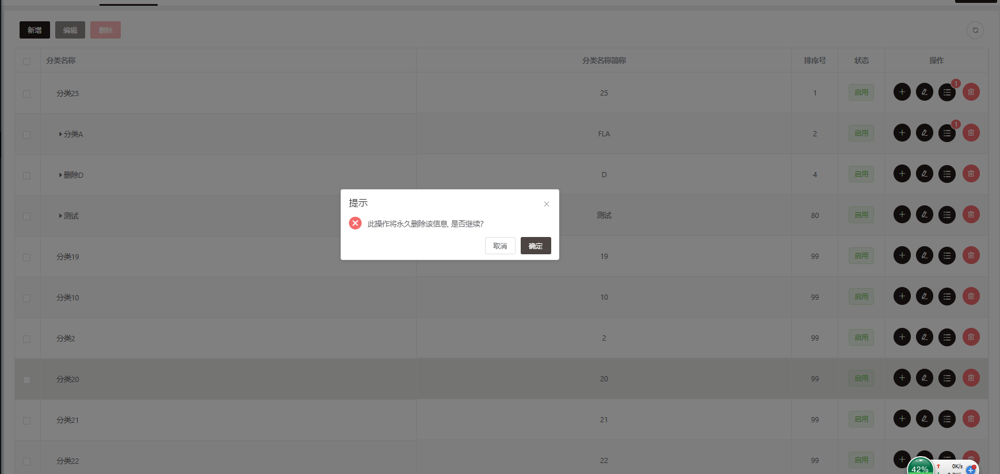 新增 编辑 删除
分类名称 分类名称简称 排序号 状态 操作
分类25 25 1 启用 1
分类A FLA 2 启用 1
删除D D 4 启用
提示
此操作将永久删除该信息, 是否继续?
取消 确定
测试 测试 80 启用
分类19 19 99 启用
分类10 10 99 启用
分类2 2 99 启用
分类20 20 99 启用
分类21 21 99 启用
分类22 22 99 启用
42% 0K/s